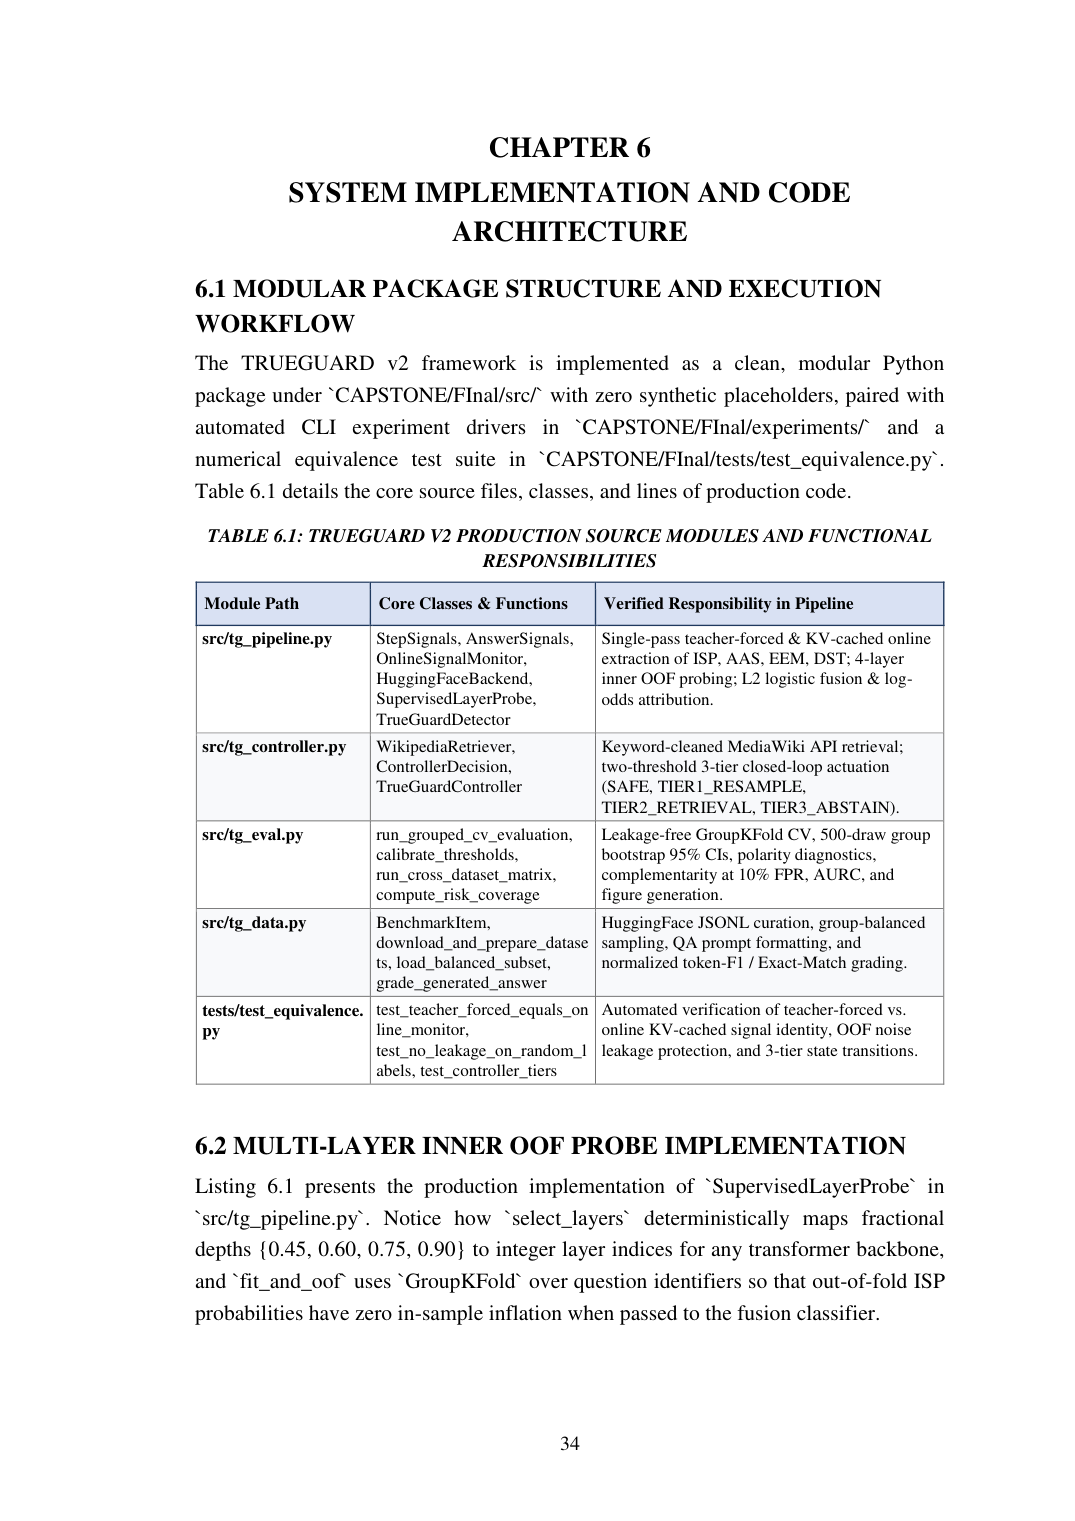 CHAPTER 6
SYSTEM IMPLEMENTATION AND CODE
ARCHITECTURE
6.1 MODULAR PACKAGE STRUCTURE AND EXECUTION
WORKFLOW
The TRUEGUARD v2 framework is implemented as a clean, modular Python
package under `CAPSTONE/FInal/src/` with zero synthetic placeholders, paired with
automated CLI experiment drivers in `CAPSTONE/FInal/experiments/` and a
numerical equivalence test suite in `CAPSTONE/FInal/tests/test_equivalence.py`.
Table 6.1 details the core source files, classes, and lines of production code.
TABLE 6.1: TRUEGUARD V2 PRODUCTION SOURCE MODULES AND FUNCTIONAL
RESPONSIBILITIES
Module Path
Core Classes & Functions
Verified Responsibility in Pipeline
src/tg_pipeline.py
StepSignals, AnswerSignals,
OnlineSignalMonitor,
HuggingFaceBackend,
SupervisedLayerProbe,
TrueGuardDetector
Single-pass teacher-forced & KV-cached online
extraction of ISP, AAS, EEM, DST; 4-layer
inner OOF probing; L2 logistic fusion & log-
odds attribution.
src/tg_controller.py
WikipediaRetriever,
ControllerDecision,
TrueGuardController
Keyword-cleaned MediaWiki API retrieval;
two-threshold 3-tier closed-loop actuation
(SAFE, TIER1_RESAMPLE,
TIER2_RETRIEVAL, TIER3_ABSTAIN).
src/tg_eval.py
run_grouped_cv_evaluation,
calibrate_thresholds,
run_cross_dataset_matrix,
compute_risk_coverage
Leakage-free GroupKFold CV, 500-draw group
bootstrap 95% CIs, polarity diagnostics,
complementarity at 10% FPR, AURC, and
figure generation.
src/tg_data.py
BenchmarkItem,
download_and_prepare_datase
ts, load_balanced_subset,
grade_generated_answer
HuggingFace JSONL curation, group-balanced
sampling, QA prompt formatting, and
normalized token-F1 / Exact-Match grading.
tests/test_equivalence.
py
test_teacher_forced_equals_on
line_monitor,
test_no_leakage_on_random_l
abels, test_controller_tiers
Automated verification of teacher-forced vs.
online KV-cached signal identity, OOF noise
leakage protection, and 3-tier state transitions.
6.2 MULTI-LAYER INNER OOF PROBE IMPLEMENTATION
Listing 6.1 presents the production implementation of `SupervisedLayerProbe` in
`src/tg_pipeline.py`. Notice how `select_layers` deterministically maps fractional
depths {0.45, 0.60, 0.75, 0.90} to integer layer indices for any transformer backbone,
and `fit_and_oof` uses `GroupKFold` over question identifiers so that out-of-fold ISP
probabilities have zero in-sample inflation when passed to the fusion classifier.
34